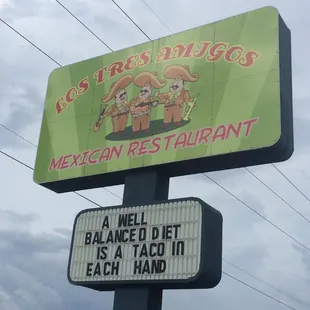 LOS TRES AMIGOS
MEXICAN RESTAURANT
A WELL
BALANCED DIET
IS A TACO IN
EACH HAND